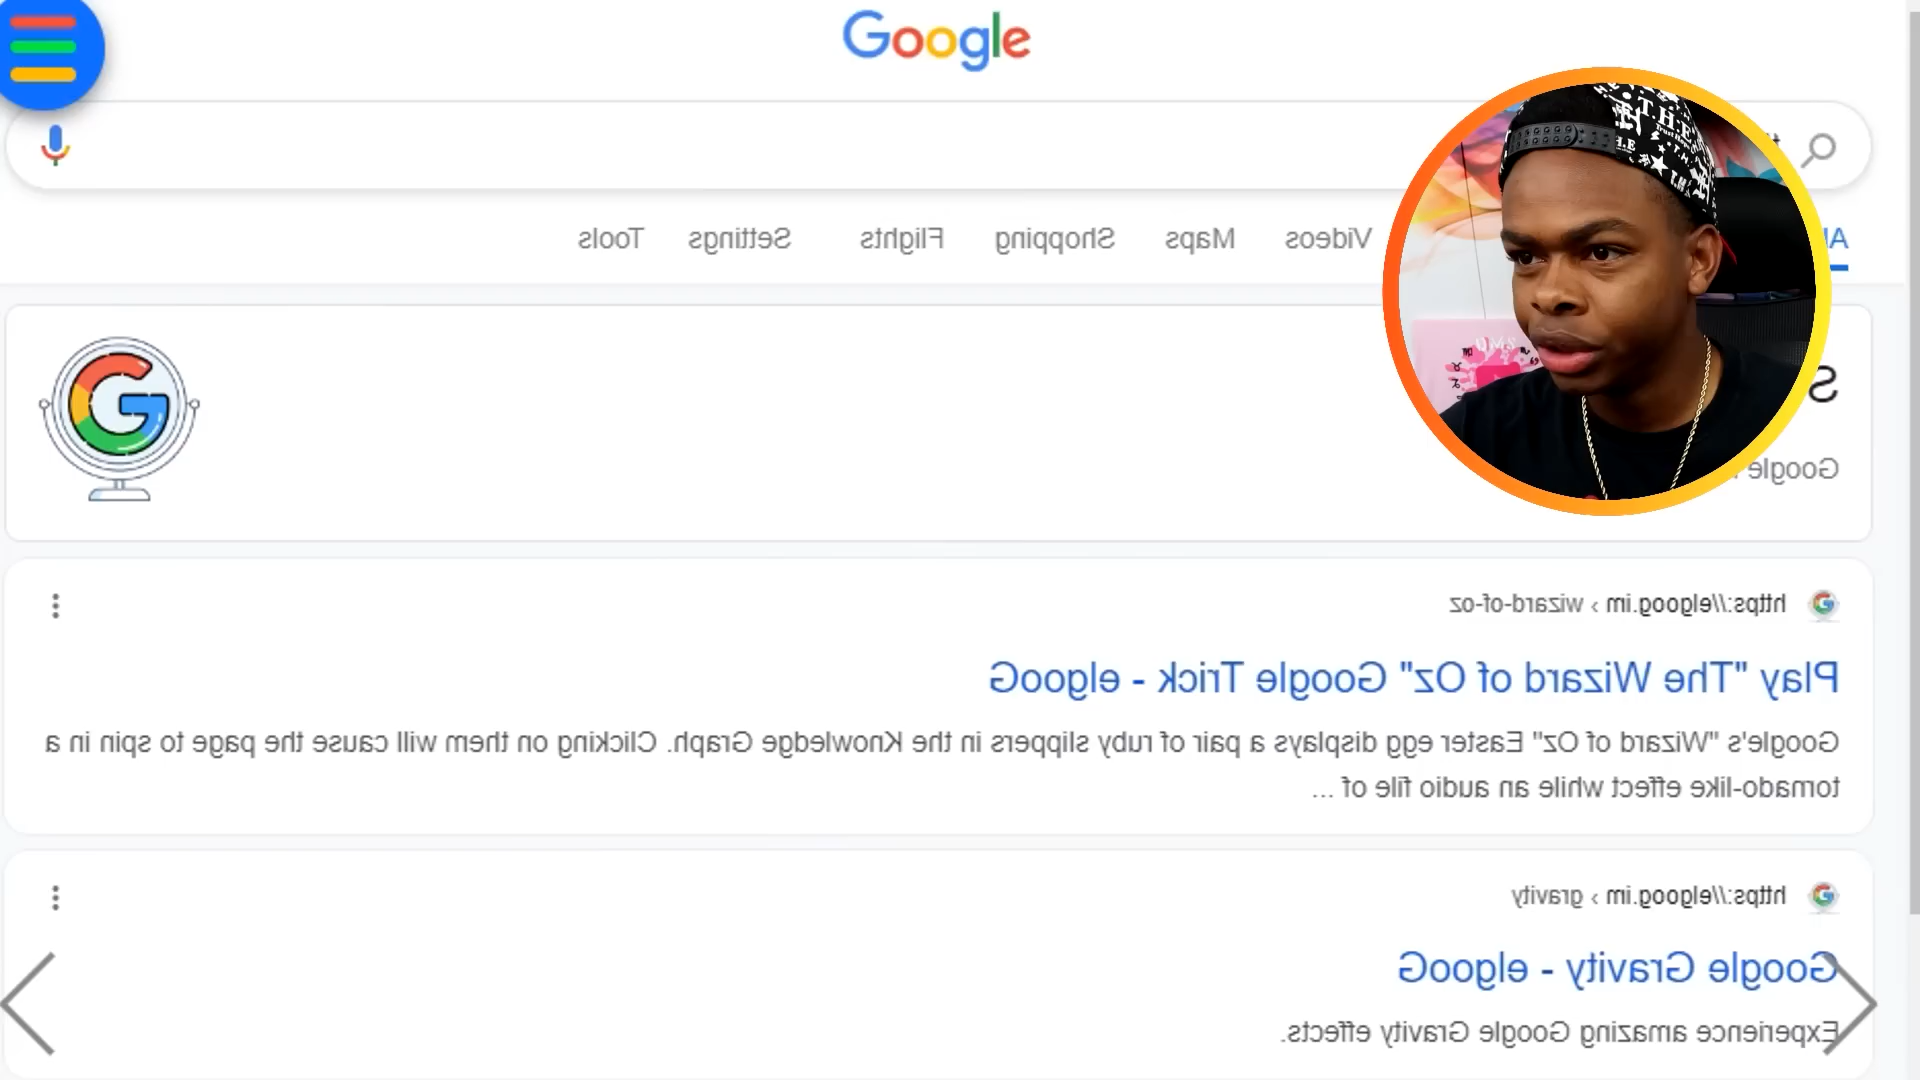 Google
All
Videos
Maps
Shopping
Flights
Settings
Tools
Google
https://elgoog.im › wizard-of-oz
Play "The Wizard of Oz" Google Trick - elgooG
Google's "Wizard of Oz" Easter egg displays a pair of ruby slippers in the Knowledge Graph. Clicking on them will cause the page to spin in a
tornado-like effect while an audio file of ...
https://elgoog.im › gravity
Google Gravity - elgooG
Experience amazing Google Gravity effects.